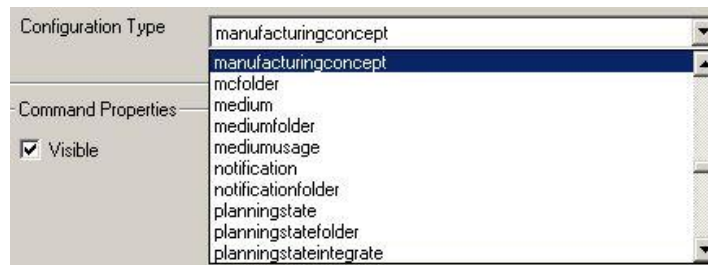 Configuration Type
manufacturingconcept
manufacturingconcept
mcfolder
medium
Command Properties
mediumfolder
Visible
mediumusage
notification
notificationfolder
planningstate
planningstatefolder
planningstateintegrate